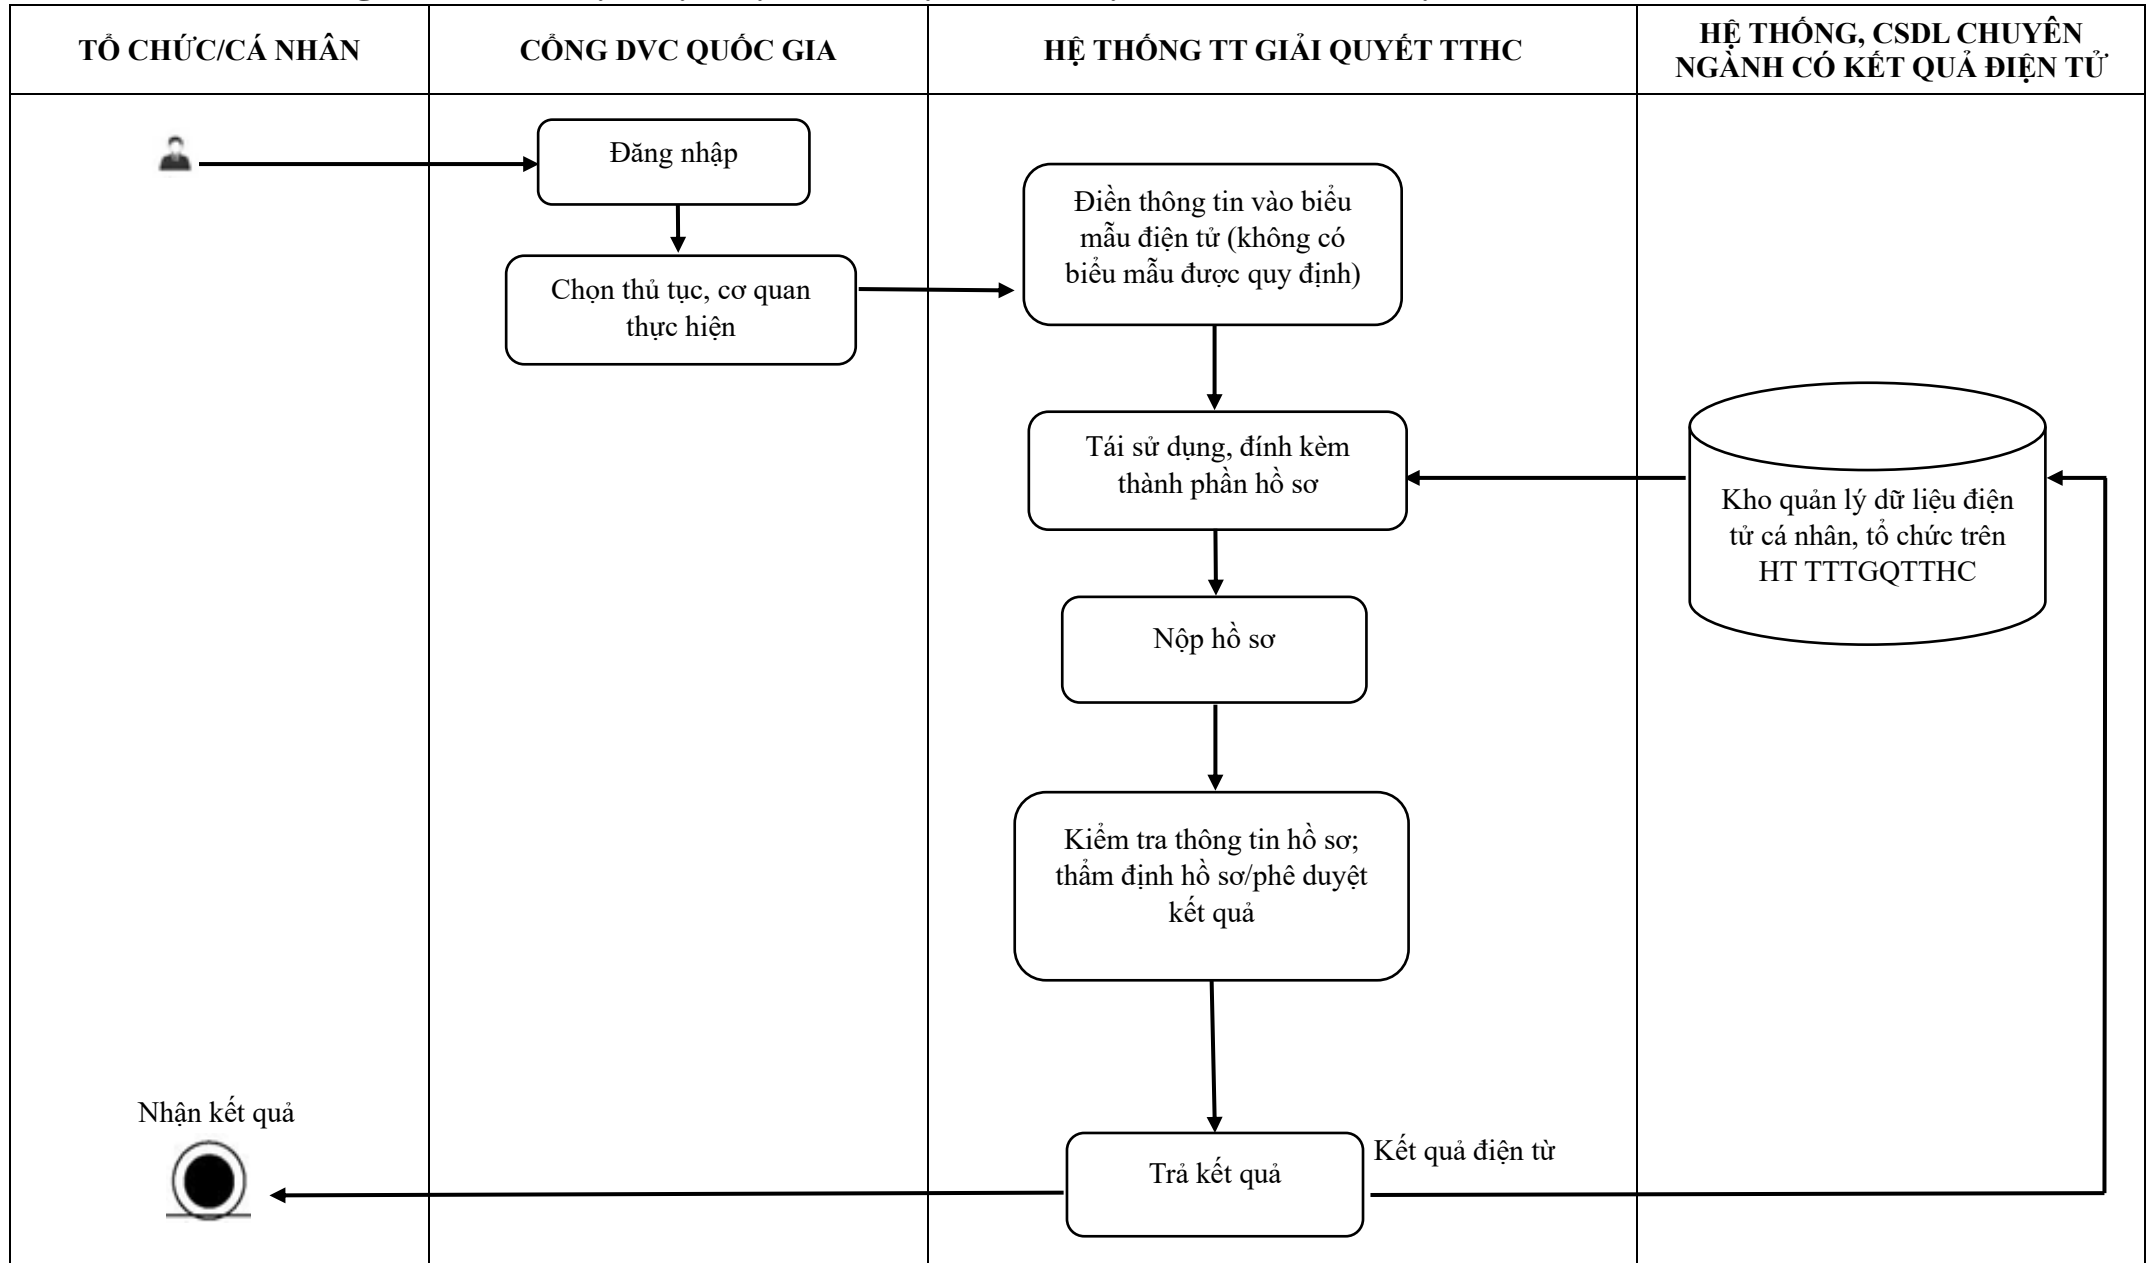 TỔ CHỨC/CÁ NHÂN
CỔNG DVC QUỐC GIA
HỆ THỐNG TT GIẢI QUYẾT TTHC
HỆ THỐNG, CSDL CHUYÊN
NGÀNH CÓ KẾT QUẢ ĐIỆN TỬ
Đăng nhập
Chọn thủ tục, cơ quan
thực hiện
Điền thông tin vào biểu
mẫu điện tử (không có
biểu mẫu được quy định)
Tái sử dụng, đính kèm
thành phần hồ sơ
Kho quản lý dữ liệu điện
tử cá nhân, tổ chức trên
HT TTTGQTTHC
Nộp hồ sơ
Kiểm tra thông tin hồ sơ;
thẩm định hồ sơ/phê duyệt
kết quả
Nhận kết quả
Trả kết quả
Kết quả điện từ